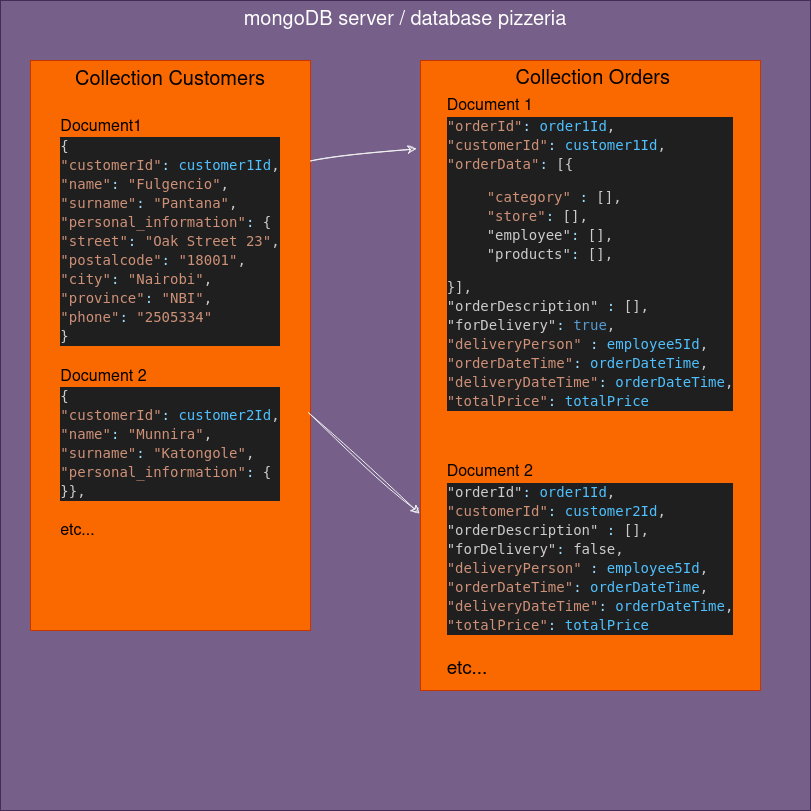 mongoDB server / database pizzeria
Collection Customers
Document1
{
"customerId": customer1Id,
"name": "Fulgencio",
"surname": "Pantana",
"personal_information": {
"street": "Oak Street 23",
"postalcode": "18001",
"city": "Nairobi",
"province": "NBI",
"phone": "2505334"
}
Document 2
{
"customerId": customer2Id,
"name": "Munnira",
"surname": "Katongole",
"personal_information": {
}},
etc...
Collection Orders
Document 1
"orderId": order1Id,
"customerId": customer1Id,
"orderData": [{
"category" : [],
"store": [],
"employee": [],
"products": [],
}],
"orderDescription" : [],
"forDelivery": true,
"deliveryPerson" : employee5Id,
"orderDateTime": orderDateTime,
"deliveryDateTime": orderDateTime,
"totalPrice": totalPrice
Document 2
"orderId": order1Id,
"customerId": customer2Id,
"orderDescription" : [],
"forDelivery": false,
"deliveryPerson" : employee5Id,
"orderDateTime": orderDateTime,
"deliveryDateTime": orderDateTime,
"totalPrice": totalPrice
etc...